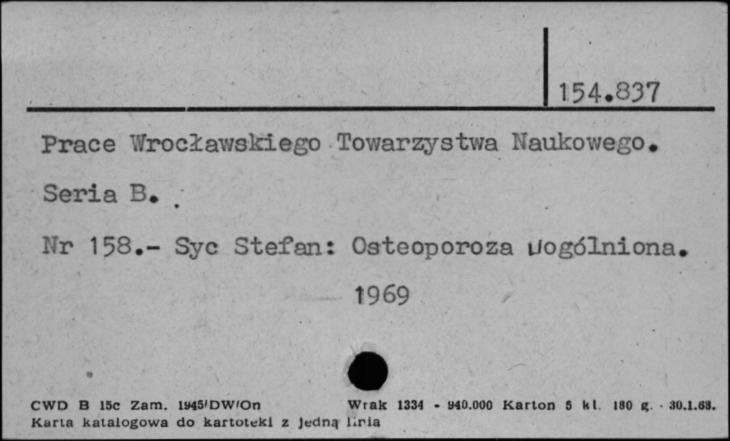 154.837
Prace Wrocławskiego Towarzystwa Naukowego.
Seria B.
Nr 158.- Syc Stefan: Osteoporoza uogólniona.
1969
CWD B 15c Zam. 1945/DW/On Wrak 1334 - 940.000 Karton 5 kl. 180 g. - 30.1.68.
Karta katalogowa do kartoteki z jedną linią